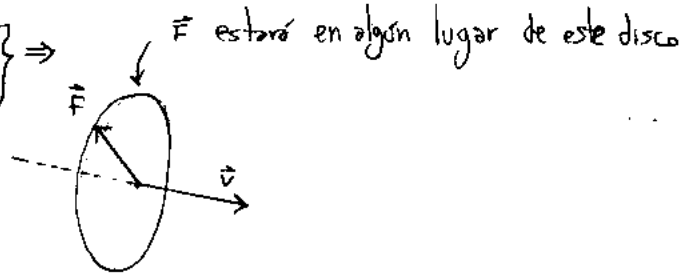 } ⇒ F⃗ estará en algún lugar de este disco
F⃗
v⃗